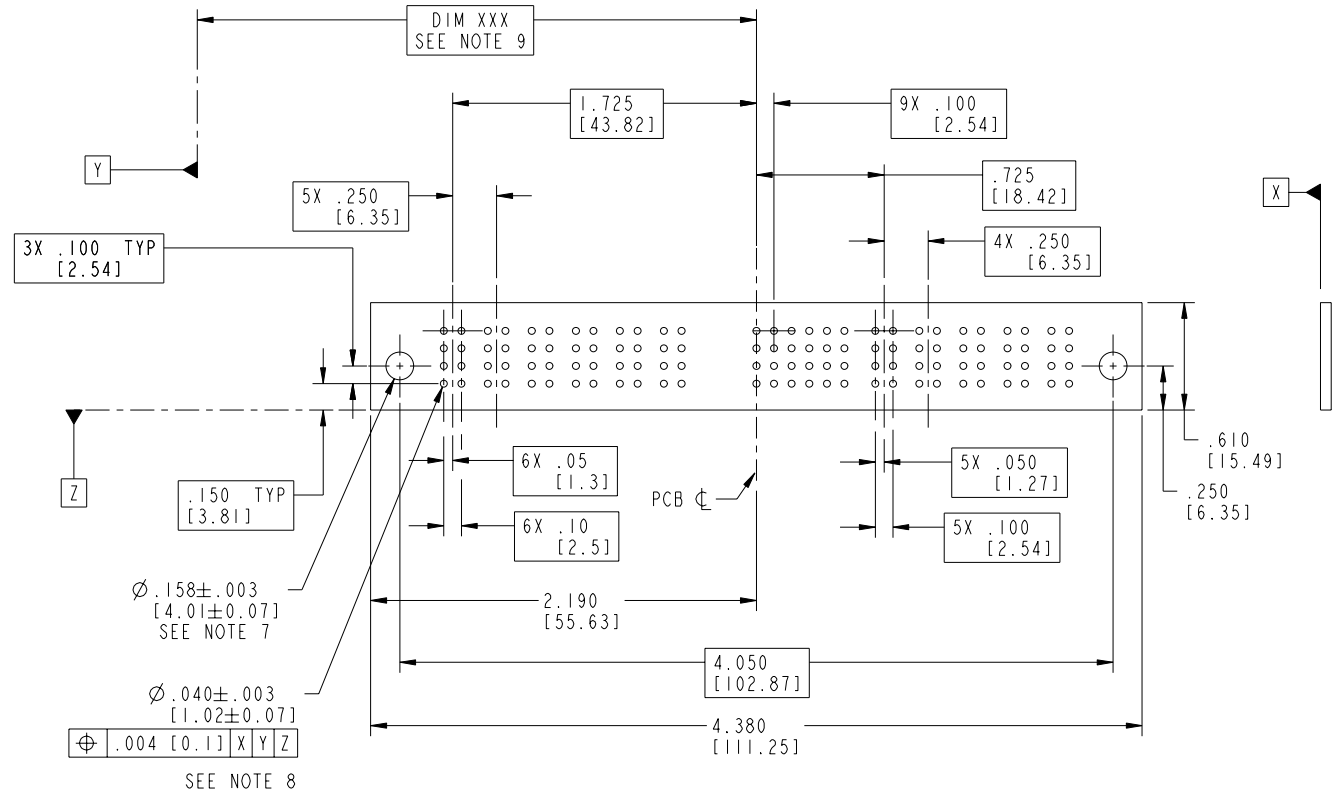 DIM XXX
SEE NOTE 9
1.725
[43.82]
9X .100
[2.54]
Y
.725
[18.42]
X
5X .250
[6.35]
3X .100 TYP
[2.54]
4X .250
[6.35]
Z
.150 TYP
[3.81]
6X .05
[1.3]
6X .10
[2.5]
PCB ℄
5X .050
[1.27]
5X .100
[2.54]
.610
[15.49]
.250
[6.35]
Ø.158±.003
[4.01±0.07]
SEE NOTE 7
2.190
[55.63]
4.050
[102.87]
Ø.040±.003
[1.02±0.07]
⌖ .004 [0.1] X Y Z
SEE NOTE 8
4.380
[111.25]